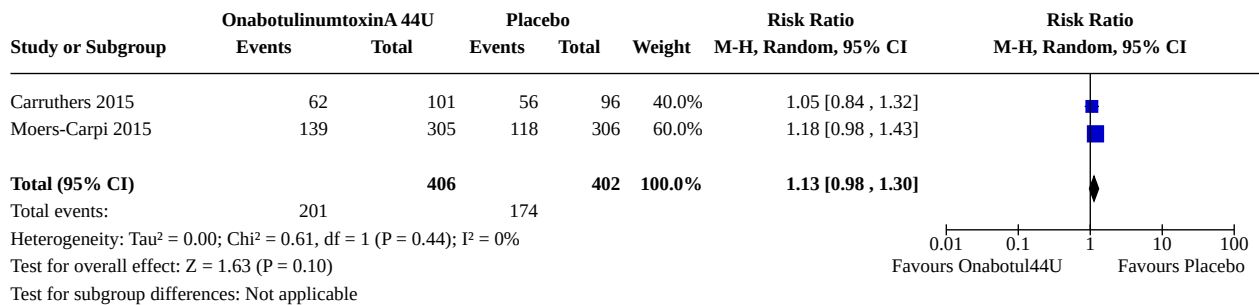 OnabotulinumtoxinA 44U Placebo Risk Ratio Risk Ratio
Study or Subgroup Events Total Events Total Weight M-H, Random, 95% CI M-H, Random, 95% CI
Carruthers 2015 62 101 56 96 40.0% 1.05 [0.84 , 1.32]
Moers-Carpi 2015 139 305 118 306 60.0% 1.18 [0.98 , 1.43]
Total (95% CI) 406 402 100.0% 1.13 [0.98 , 1.30]
Total events: 201 174
Heterogeneity: Tau² = 0.00; Chi² = 0.61, df = 1 (P = 0.44); I² = 0%
0.01 0.1 1 10 100
Test for overall effect: Z = 1.63 (P = 0.10) Favours Onabotul44U Favours Placebo
Test for subgroup differences: Not applicable